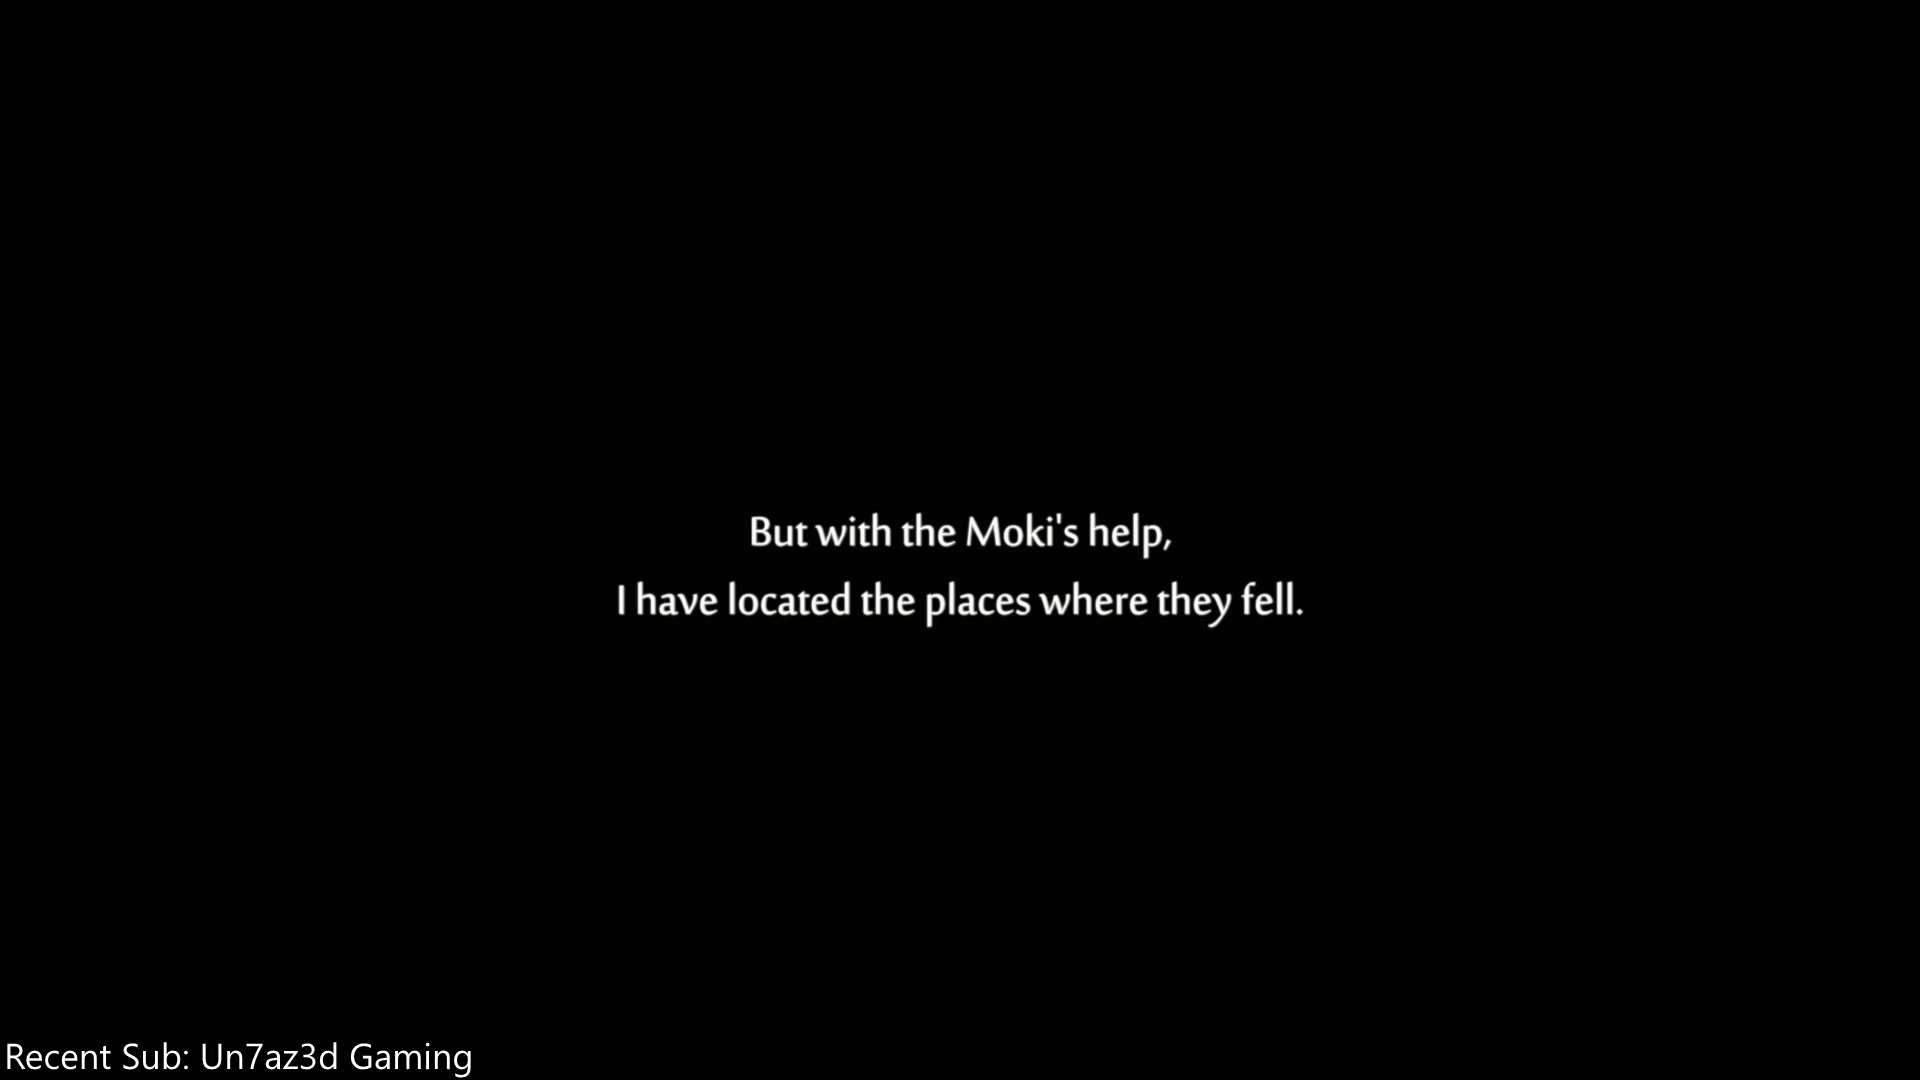 But with the Moki's help,
I have located the places where they fell.
Recent Sub: Un7az3d Gaming